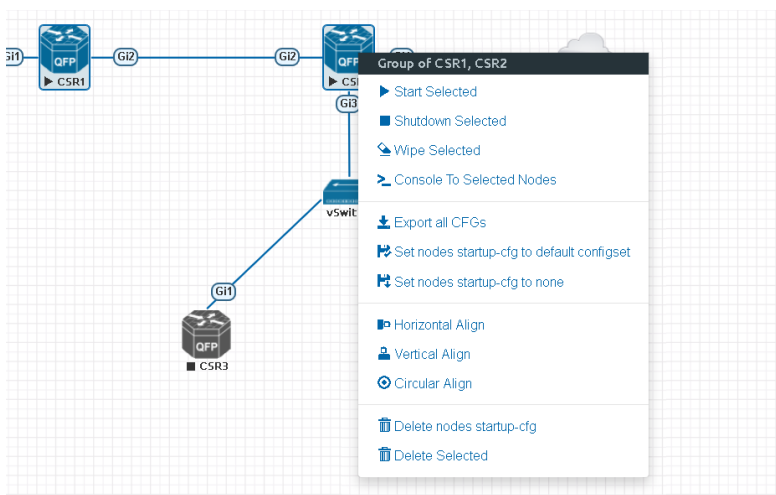 Gi1
QFP
CSR1
Gi2
Gi2
QFP
Gi3
vSwit
Gi1
QFP
CSR3
Group of CSR1, CSR2
Start Selected
Shutdown Selected
Wipe Selected
Console To Selected Nodes
Export all CFGs
Set nodes startup-cfg to default configset
Set nodes startup-cfg to none
Horizontal Align
Vertical Align
Circular Align
Delete nodes startup-cfg
Delete Selected